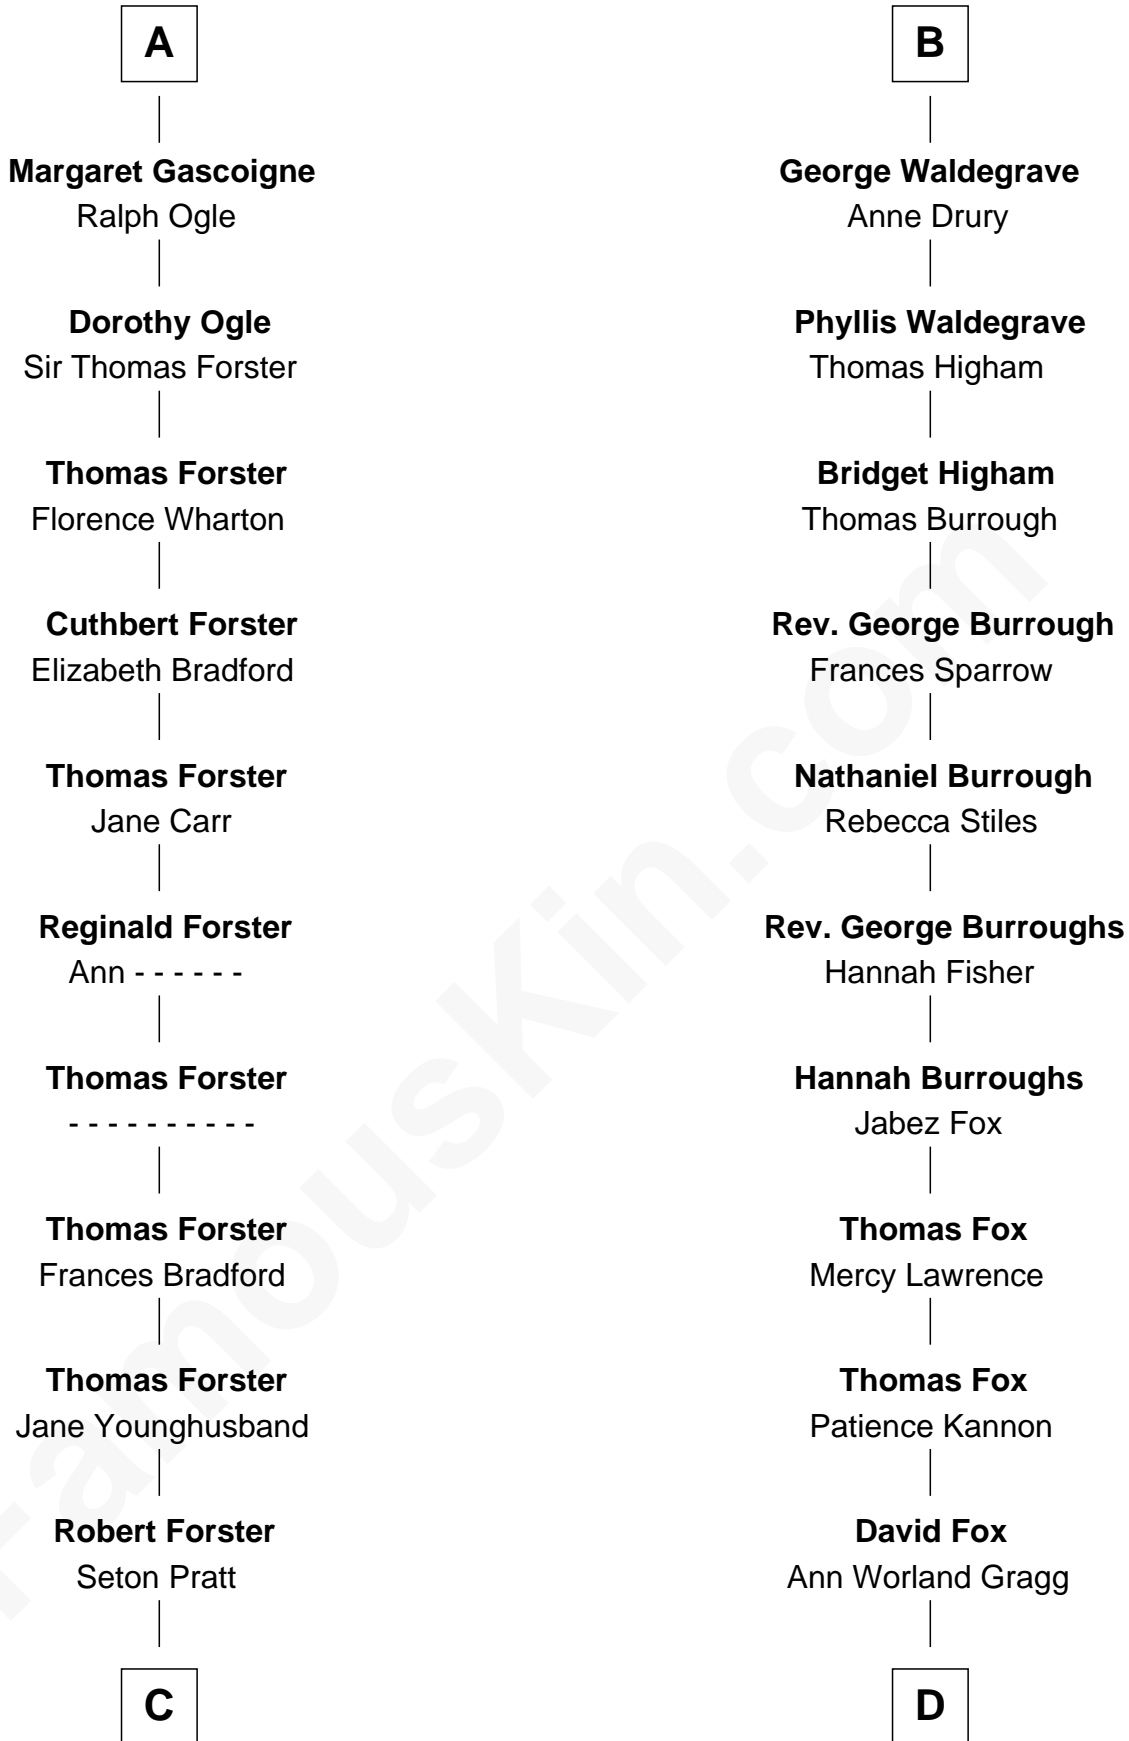 A
Margaret Gascoigne
Ralph Ogle
Dorothy Ogle
Sir Thomas Forster
Thomas Forster
Florence Wharton
Cuthbert Forster
Elizabeth Bradford
Thomas Forster
Jane Carr
Reginald Forster
Ann - - - - - -
Thomas Forster
- - - - - - - - - -
Thomas Forster
Frances Bradford
Thomas Forster
Jane Younghusband
Robert Forster
Seton Pratt
C
B
George Waldegrave
Anne Drury
Phyllis Waldegrave
Thomas Higham
Bridget Higham
Thomas Burrough
Rev. George Burrough
Frances Sparrow
Nathaniel Burrough
Rebecca Stiles
Rev. George Burroughs
Hannah Fisher
Hannah Burroughs
Jabez Fox
Thomas Fox
Mercy Lawrence
Thomas Fox
Patience Kannon
David Fox
Ann Worland Gragg
D
FamousKin.com